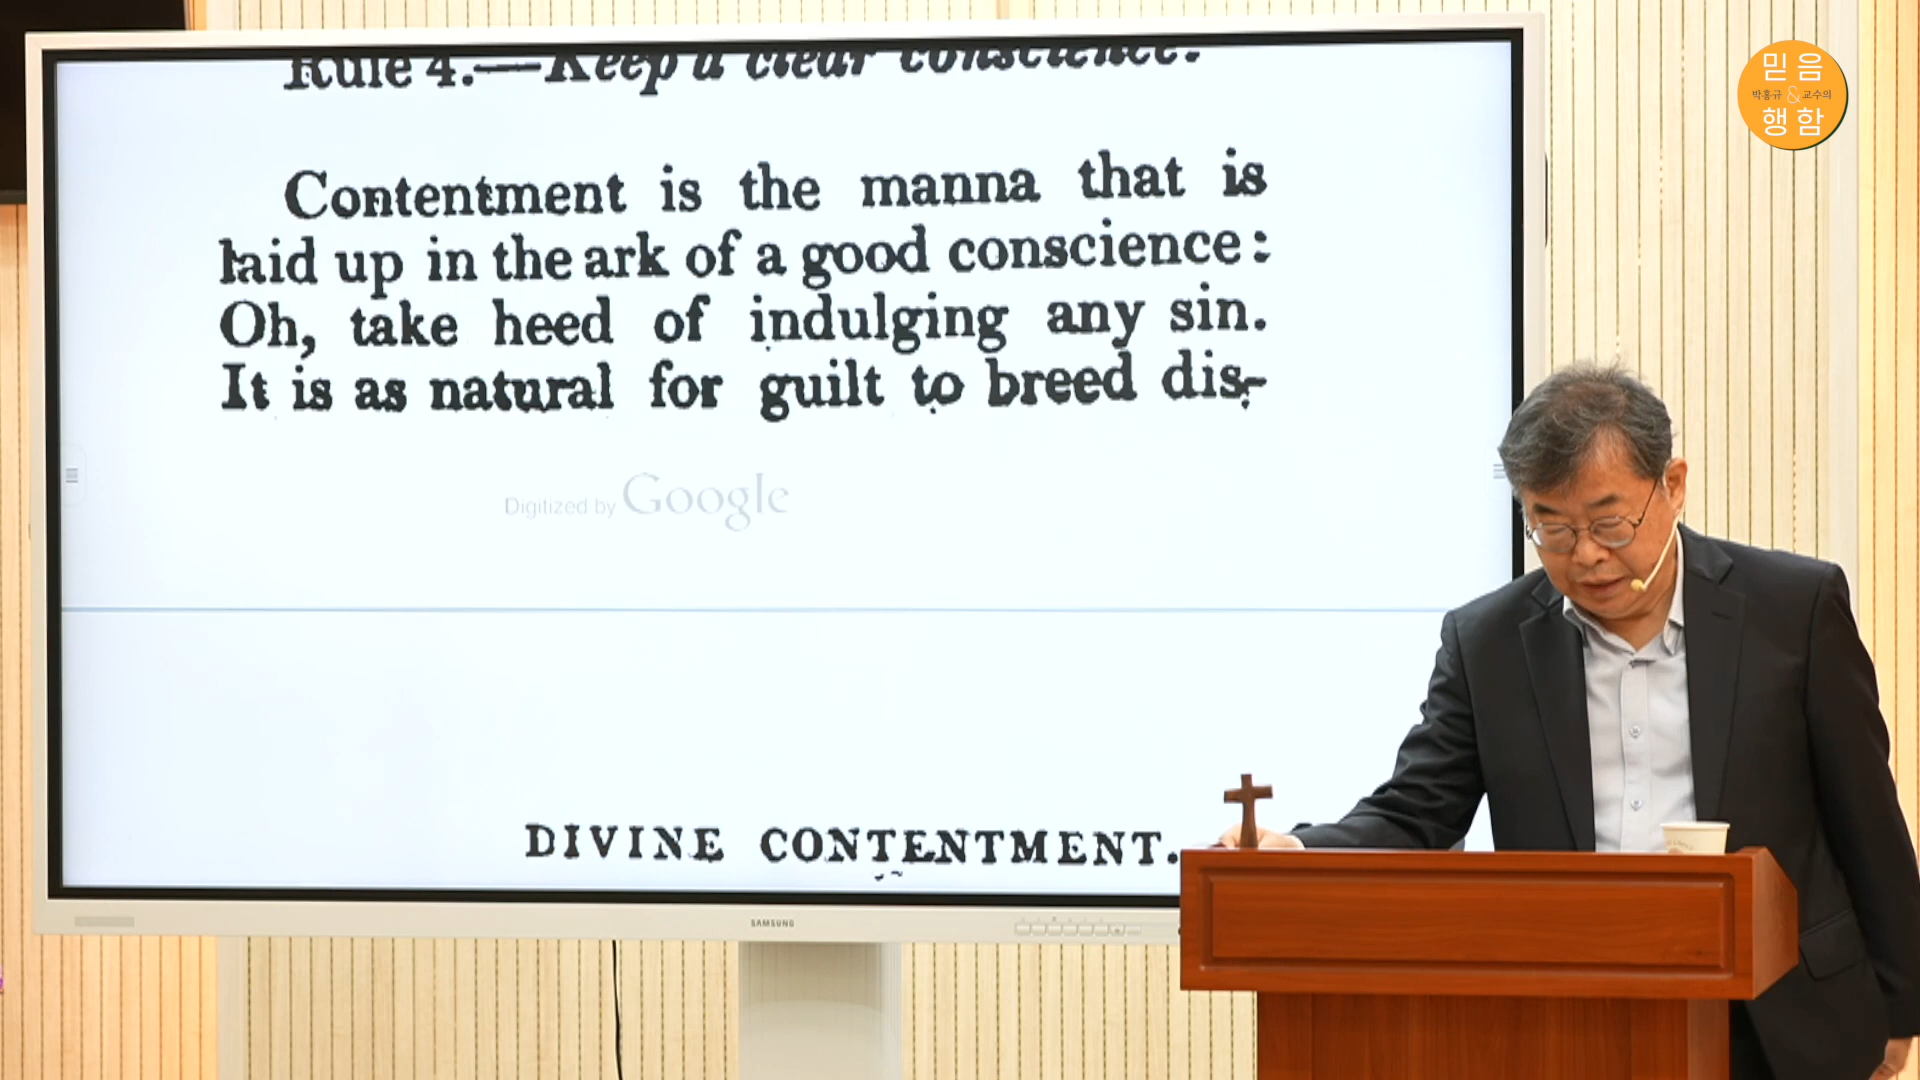 Rule 4.—Keep a clear conscience.
Contentment is the manna that is
laid up in the ark of a good conscience:
Oh, take heed of indulging any sin.
It is as natural for guilt to breed dis-
Digitized by Google
DIVINE CONTENTMENT.
SAMSUNG
믿음
박홍규 & 교수의
행함